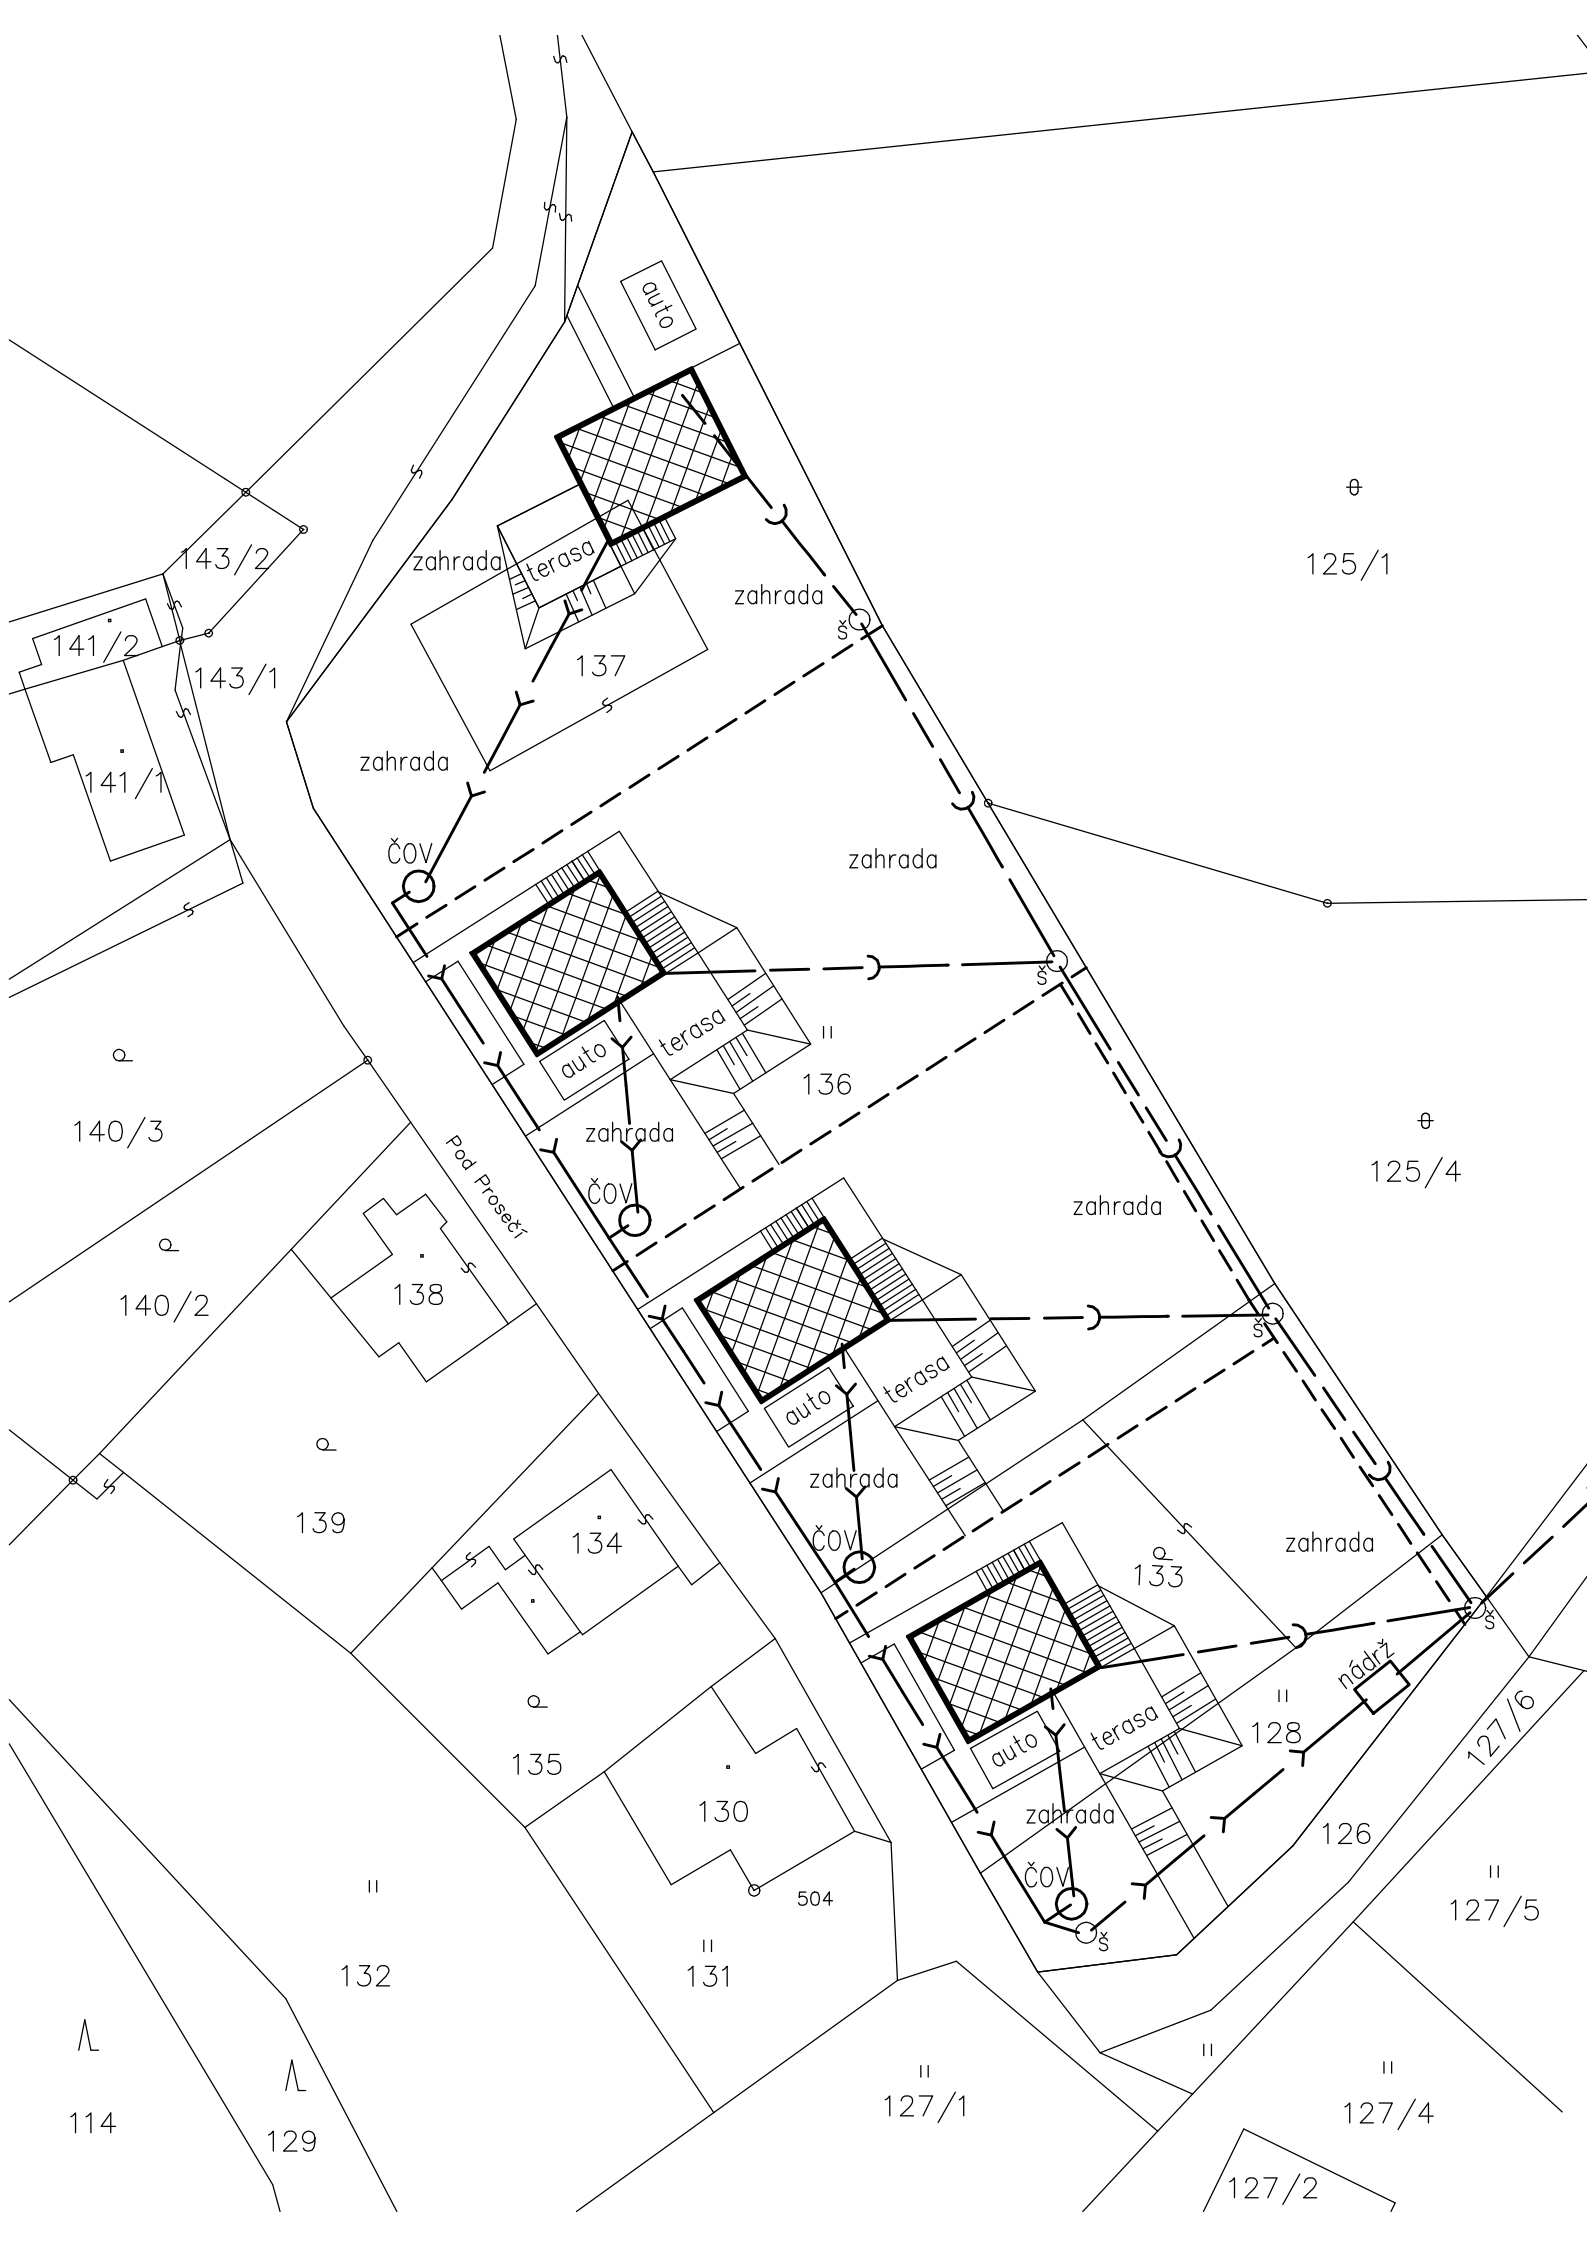 auto
143/2
zahrada
terasa
125/1
zahrada
š
141/2
143/1
137
zahrada
141/1
ČOV
zahrada
š
auto
terasa
136
140/3
zahrada
Pod Prosečí
125/4
ČOV
zahrada
138
140/2
š
auto
terasa
zahrada
139
134
ČOV
zahrada
133
š
nádrž
128
127/6
135
auto
terasa
130
zahrada
126
ČOV
504
127/5
š
132
131
127/1
127/4
114
129
127/2